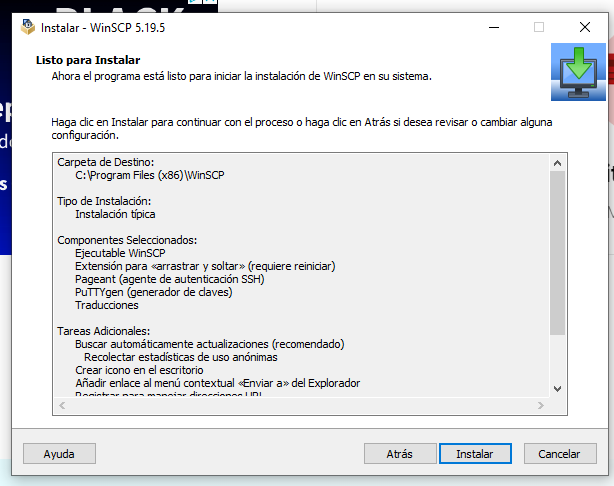 Instalar - WinSCP 5.19.5
Listo para Instalar
Ahora el programa está listo para iniciar la instalación de WinSCP en su sistema.
Haga clic en Instalar para continuar con el proceso o haga clic en Atrás si desea revisar o cambiar alguna
configuración.
Carpeta de Destino:
C:\Program Files (x86)\WinSCP
Tipo de Instalación:
Instalación típica
Componentes Seleccionados:
Ejecutable WinSCP
Extensión para «arrastrar y soltar» (requiere reiniciar)
Pageant (agente de autenticación SSH)
PuTTYgen (generador de claves)
Traducciones
Tareas Adicionales:
Buscar automáticamente actualizaciones (recomendado)
Recolectar estadísticas de uso anónimas
Crear icono en el escritorio
Añadir enlace al menú contextual «Enviar a» del Explorador
Registrar para manejar direcciones URL
Ayuda
Atrás
Instalar
Cancelar